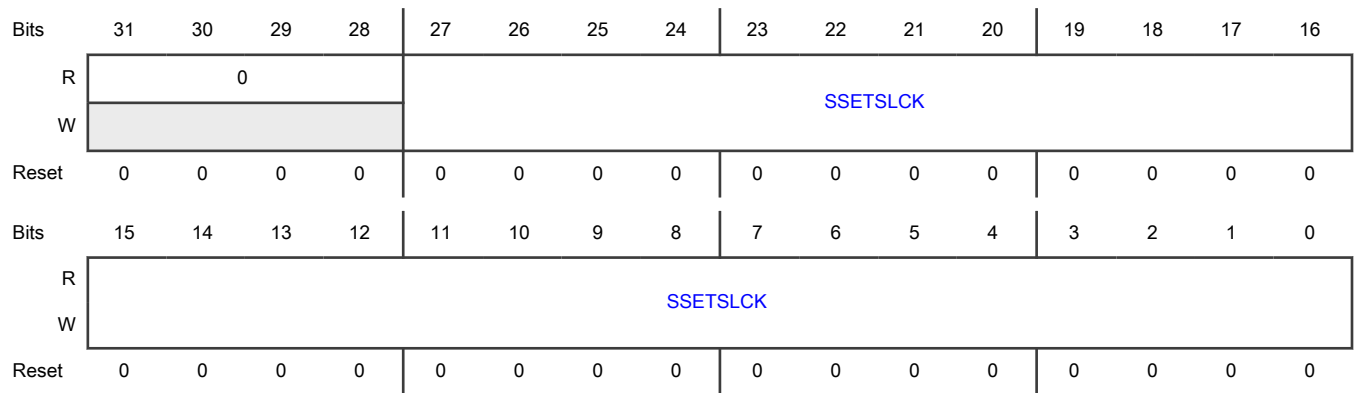 Bits 31 30 29 28 27 26 25 24 23 22 21 20 19 18 17 16
R 0
SSETSLCK
W
Reset 0 0 0 0 0 0 0 0 0 0 0 0 0 0 0 0
Bits 15 14 13 12 11 10 9 8 7 6 5 4 3 2 1 0
R
SSETSLCK
W
Reset 0 0 0 0 0 0 0 0 0 0 0 0 0 0 0 0